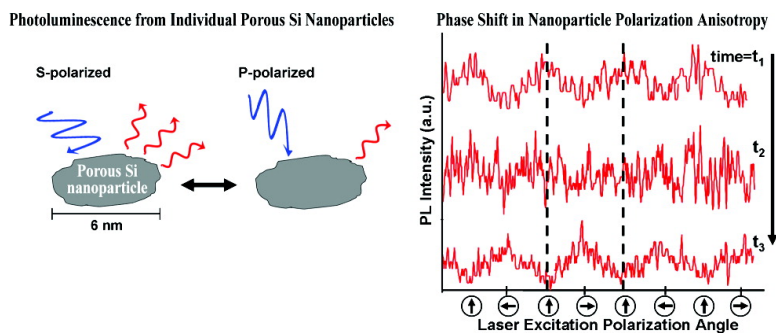 Photoluminescence from Individual Porous Si Nanoparticles
S-polarized
P-polarized
Porous Si
nanoparticle
6 nm
Phase Shift in Nanoparticle Polarization Anisotropy
PL Intensity (a.u.)
time=t1
t2
t3
Laser Excitation Polarization Angle